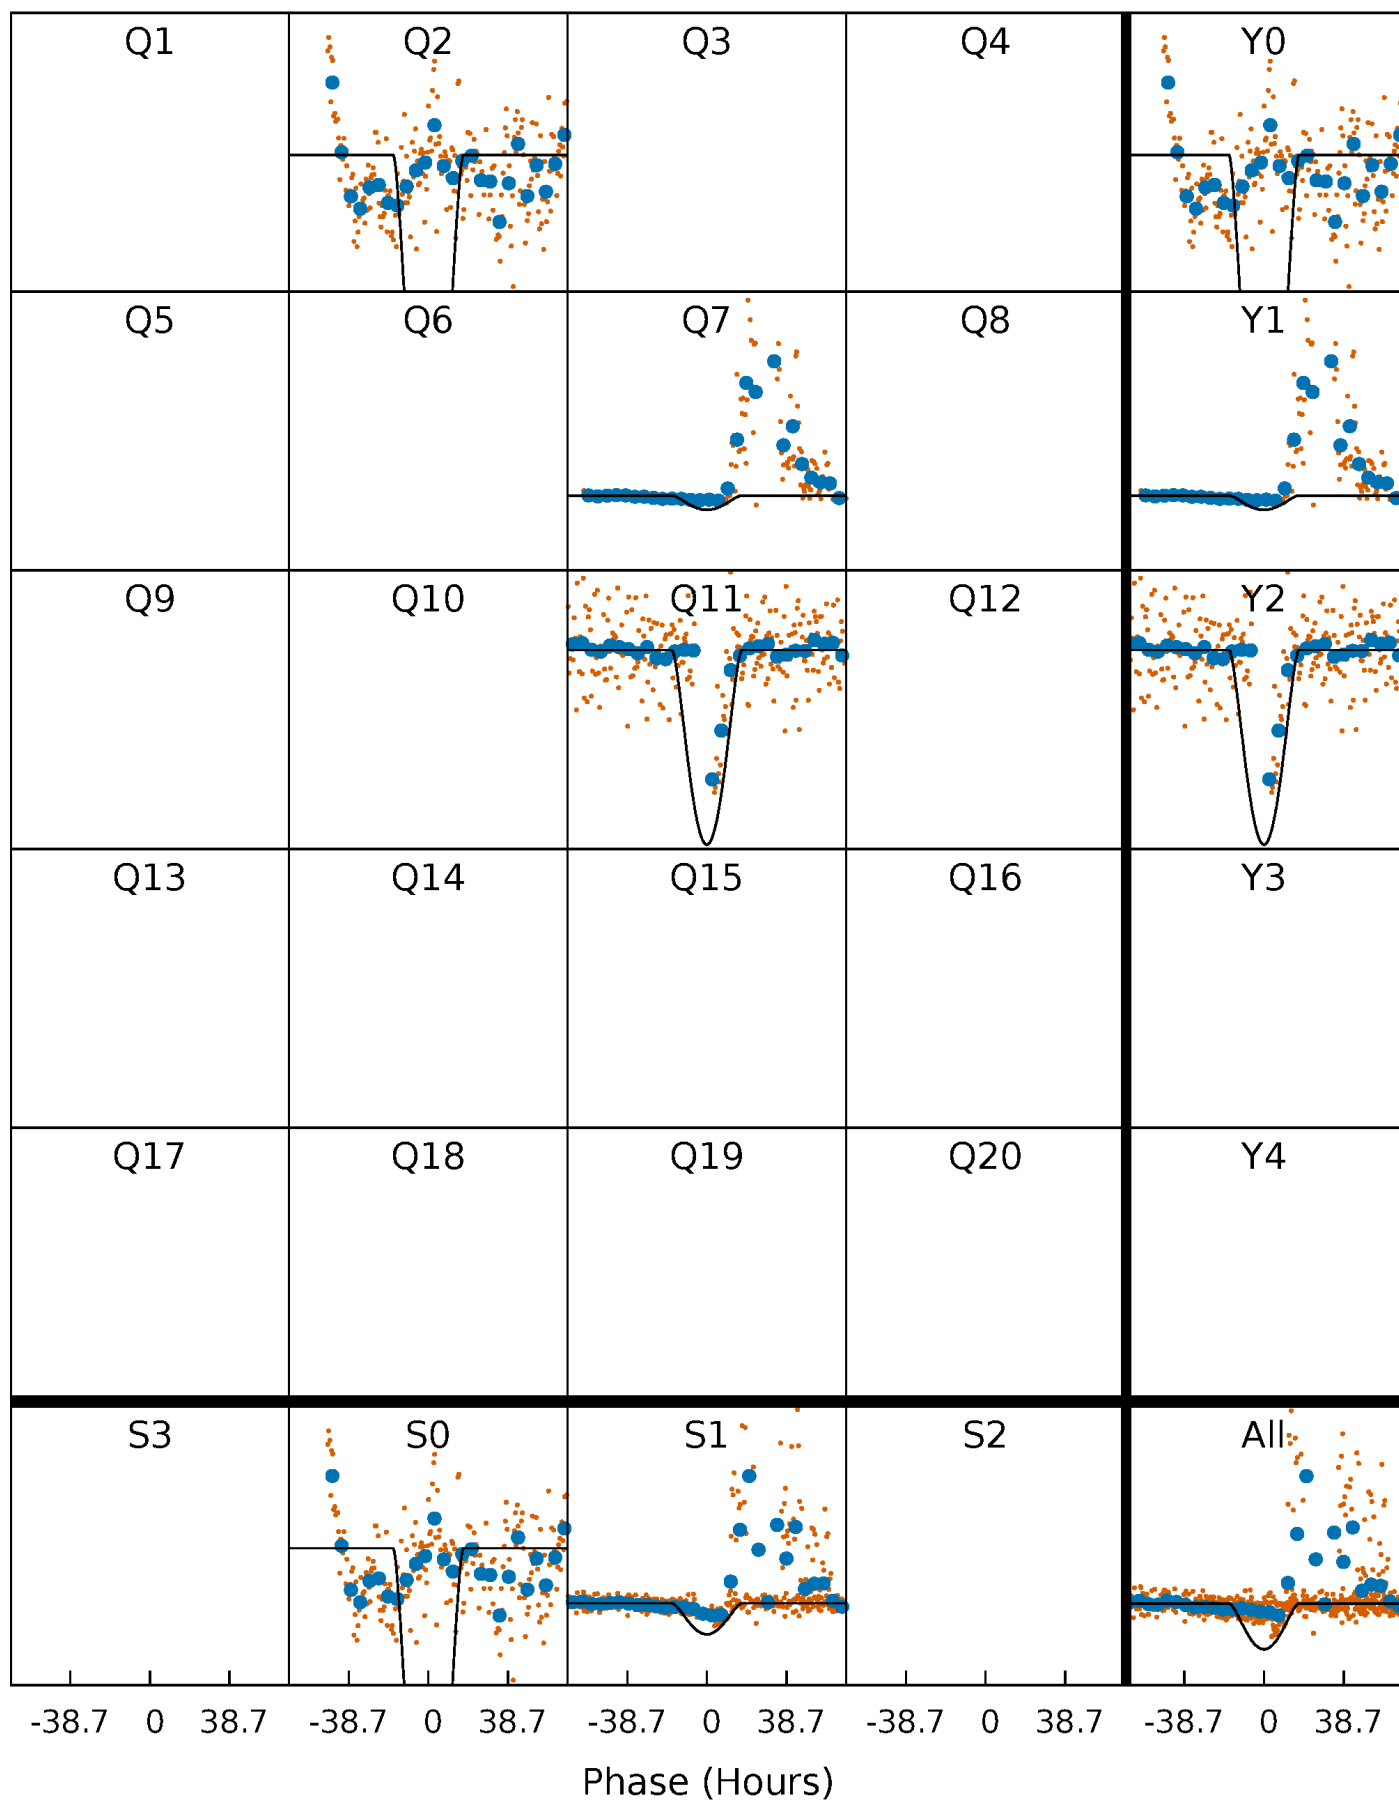 Q1 Q2 Q3 Q4 Y0
Q5 Q6 Q7 Q8 Y1
Q9 Q10 Q11 Q12 Y2
Q13 Q14 Q15 Q16 Y3
Q17 Q18 Q19 Q20 Y4
S3 S0 S1 S2 All
-38.7 0 38.7 -38.7 0 38.7 -38.7 0 38.7 -38.7 0 38.7 -38.7 0 38.7
Phase (Hours)